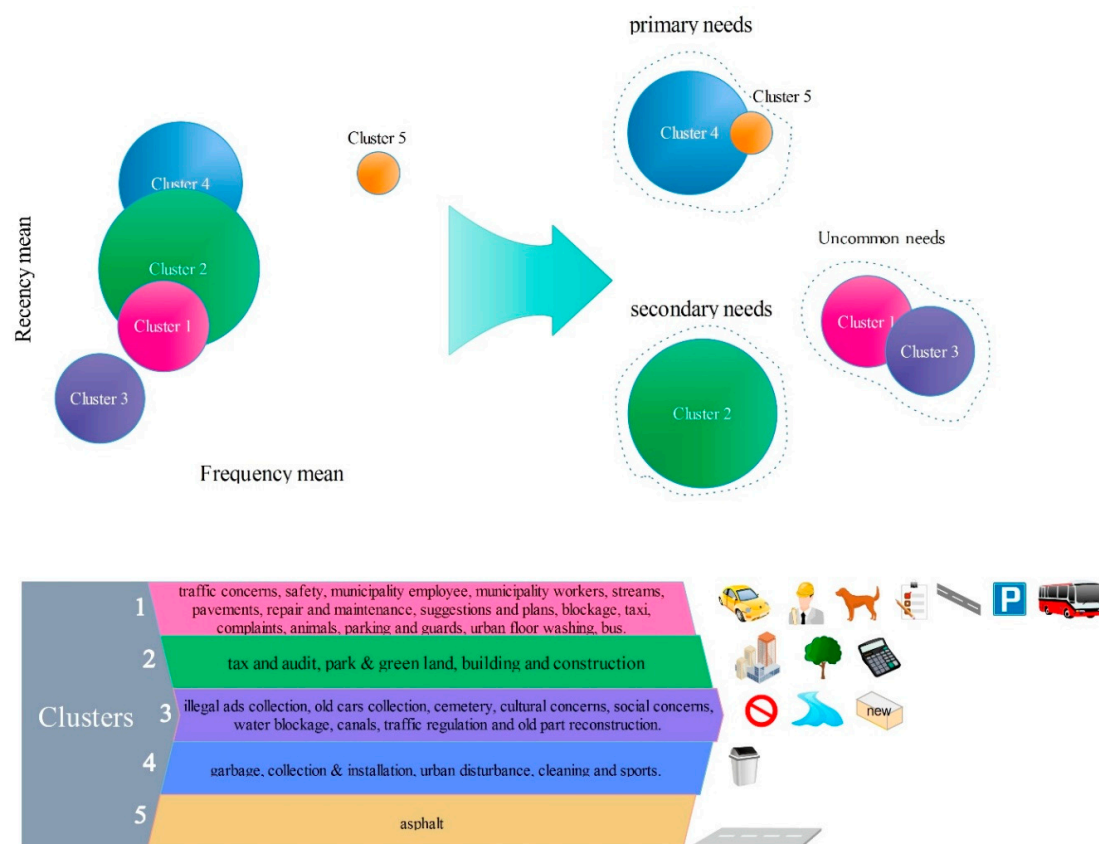 primary needs
Cluster 5
Cluster 4
Cluster 5
Cluster 4
Recency mean
Cluster 2
Cluster 1
Cluster 3
Frequency mean
Uncommon needs
Cluster 1
Cluster 3
secondary needs
Cluster 2
Clusters
1
traffic concerns, safety, municipality employee, municipality workers, streams,
pavements, repair and maintenance, suggestions and plans, blockage, taxi,
complaints, animals, parking and guards, urban floor washing, bus.
P
2
tax and audit, park & green land, building and construction
3
illegal ads collection, old cars collection, cemetery, cultural concerns, social concerns,
water blockage, canals, traffic regulation and old part reconstruction.
new
4
garbage, collection & installation, urban disturbance, cleaning and sports.
5
asphalt